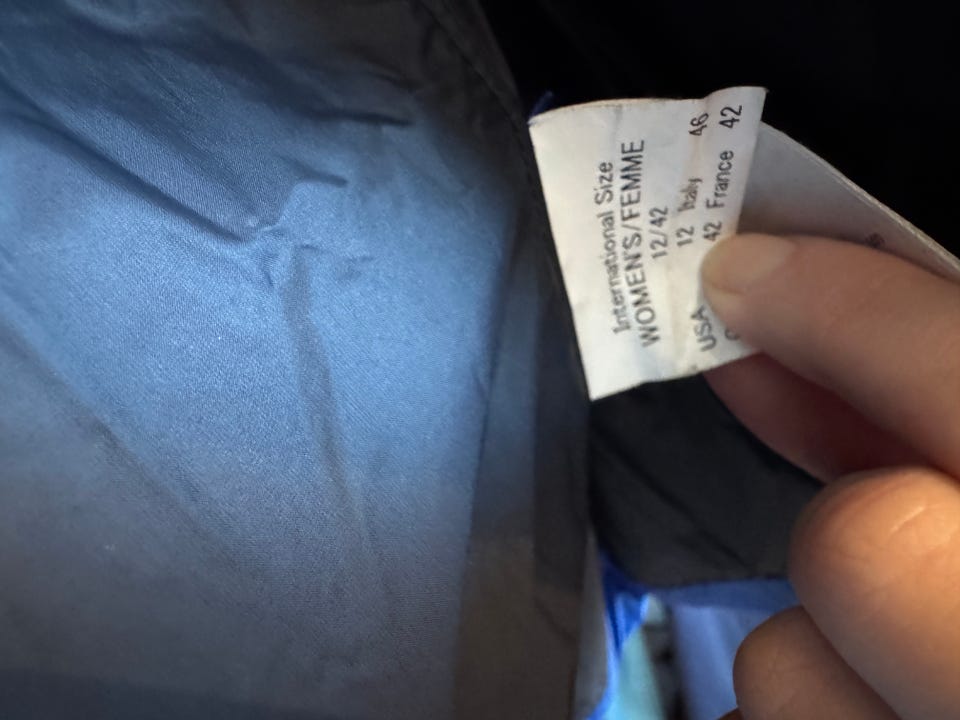 International Size
WOMEN'S/FEMME
12/42
USA 12 Italy 46
42 France 42